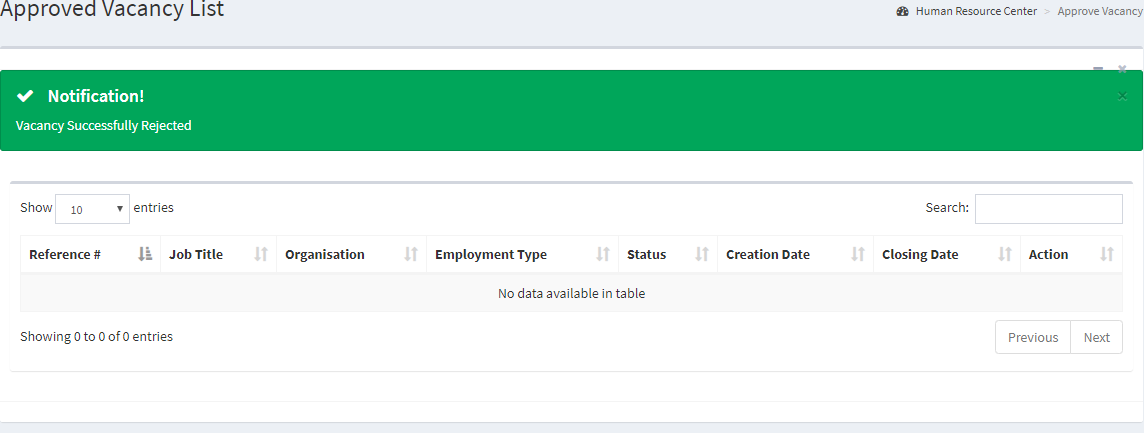 Approved Vacancy List
Human Resource Center > Approve Vacancy
Notification!
Vacancy Successfully Rejected
Show 10 entries
Search:
Reference # Job Title Organisation Employment Type Status Creation Date Closing Date Action
No data available in table
Showing 0 to 0 of 0 entries
Previous Next